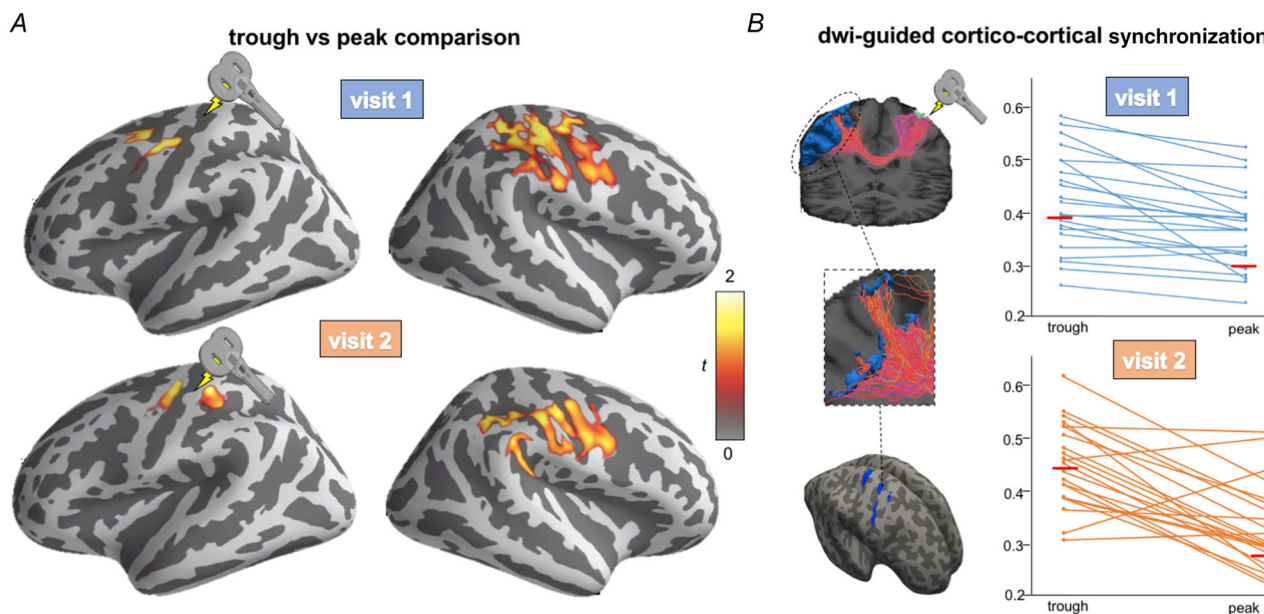 A
trough vs peak comparison
visit 1
visit 2
2
t
0
B
dwi-guided cortico-cortical synchronization
visit 1
0.6
0.5
0.4
0.3
0.2
trough
peak
visit 2
0.6
0.5
0.4
0.3
0.2
trough
peak